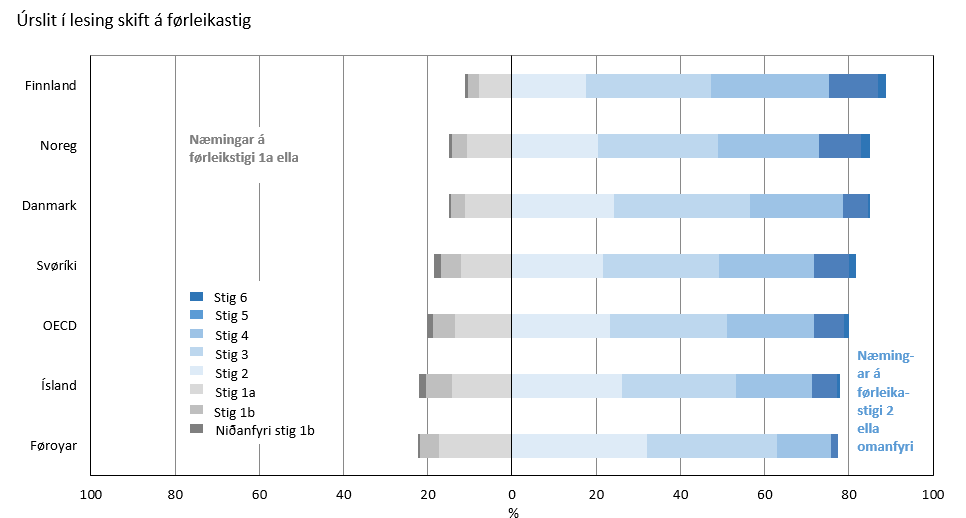 Úrslit í lesing skift á førleikastig
Finnland
Noreg
Danmark
Svøríki
OECD
Ísland
Føroyar
Næmingar á
førleikstigi 1a ella
Stig 6
Stig 5
Stig 4
Stig 3
Stig 2
Stig 1a
Stig 1b
Niðanfyri stig 1b
Næming-
ar á
førleika-
stigi 2
ella
omanfyri
100 80 60 40 20 0 20 40 60 80 100
%